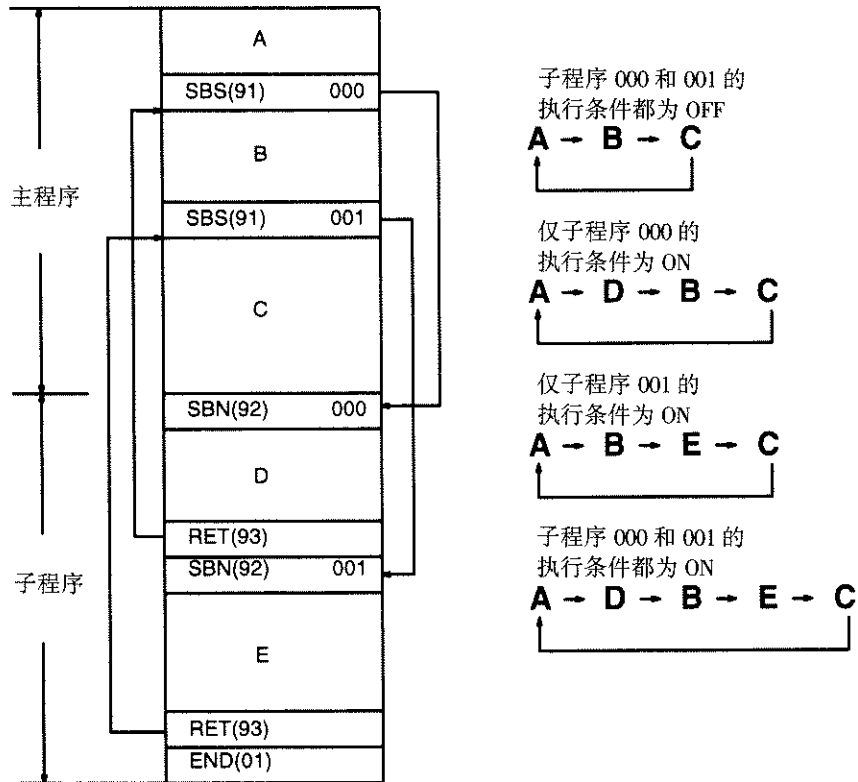 A
SBS(91) 000
B
SBS(91) 001
C
SBN(92) 000
D
RET(93)
SBN(92) 001
E
RET(93)
END(01)
主程序
子程序
子程序 000 和 001 的
执行条件都为 OFF
A → B → C
仅子程序 000 的
执行条件为 ON
A → D → B → C
仅子程序 001 的
执行条件为 ON
A → B → E → C
子程序 000 和 001 的
执行条件都为 ON
A → D → B → E → C